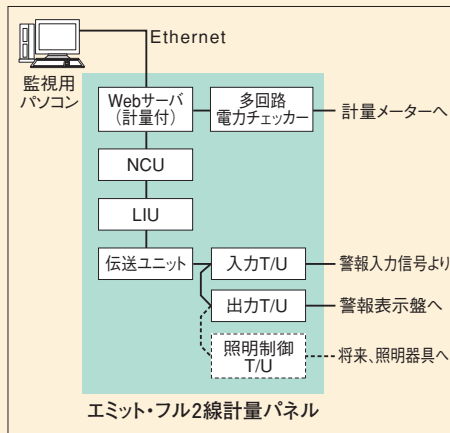 Ethernet
監視用
パソコン
Webサーバ
(計量付)
多回路
電力チェッカー
計量メーターへ
NCU
LIU
伝送ユニット
入力T/U
警報入力信号より
出力T/U
警報表示盤へ
照明制御
T/U
将来、照明器具へ
エミット・フル2線計量パネル